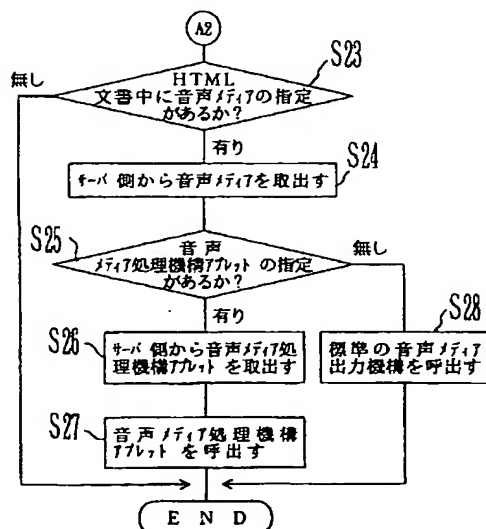 A2
S23
HTML
文書中に音声メディアの指定
があるか?
無し
有り
S24
サーバ側から音声メディアを取出す
S25
音声
メディア処理機構アプレットの指定
があるか?
無し
有り
S26
サーバ側から音声メディア処
理機構アプレットを取出す
S28
標準の音声メディア
出力機構を呼出す
S27
音声メディア処理機構
アプレットを呼出す
END